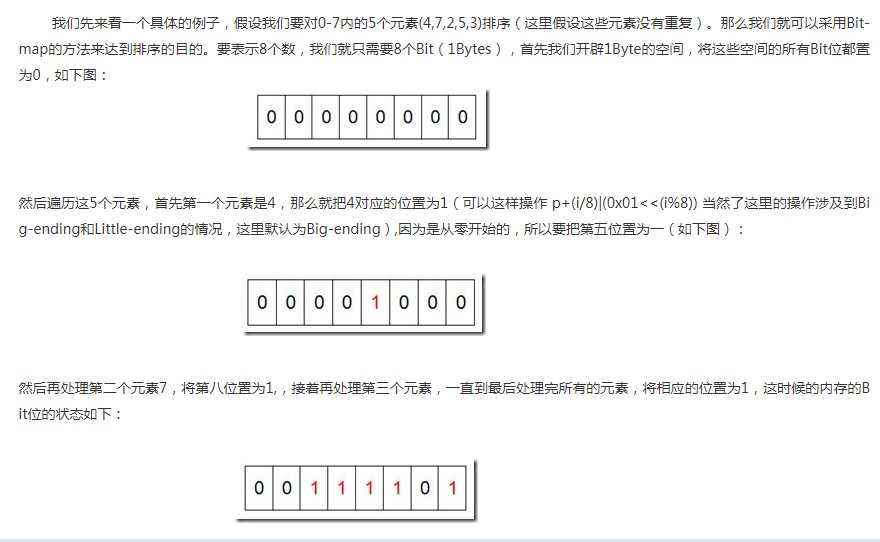 我们先来看一个具体的例子，假设我们要对0-7内的5个元素(4,7,2,5,3)排序（这里假设这些元素没有重复）。那么我们就可以采用Bit-
map的方法来达到排序的目的。要表示8个数，我们就只需要8个Bit（1Bytes），首先我们开辟1Byte的空间，将这些空间的所有Bit位都置
为0，如下图：
0 0 0 0 0 0 0 0
然后遍历这5个元素，首先第一个元素是4，那么就把4对应的位置为1（可以这样操作 p+(i/8)|(0x01<<(i%8)) 当然了这里的操作涉及到Bi
g-ending和Little-ending的情况，这里默认为Big-ending）,因为是从零开始的，所以要把第五位置为一（如下图）：
0 0 0 0 1 0 0 0
然后再处理第二个元素7，将第八位置为1,，接着再处理第三个元素，一直到最后处理完所有的元素，将相应的位置为1，这时候的内存的B
it位的状态如下：
0 0 1 1 1 1 0 1